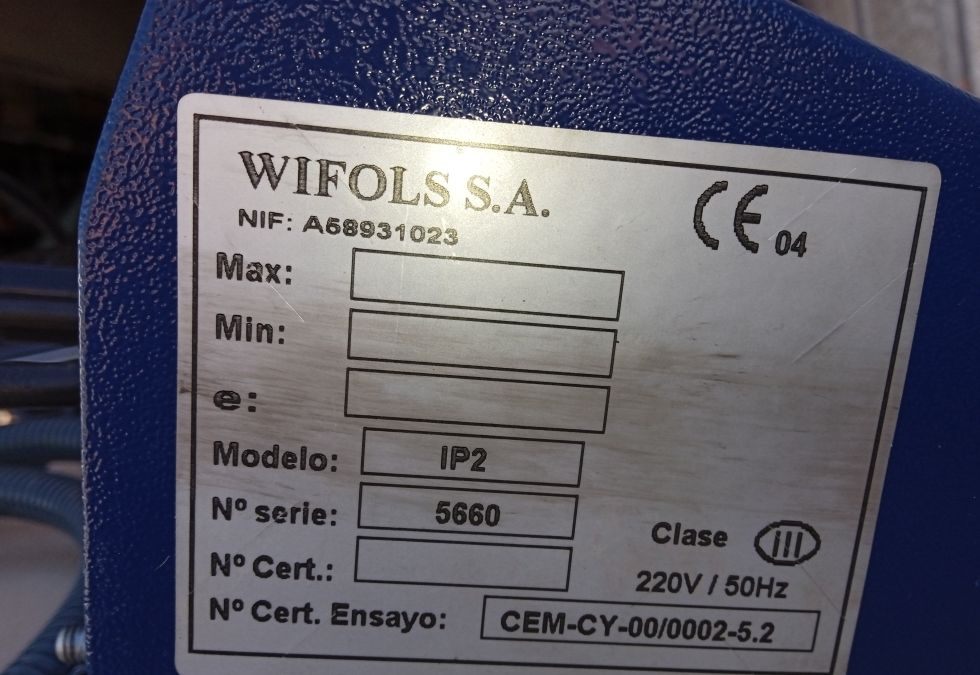 WIFOLS S.A.
NIF: A58931023
CE 04
Max:
Min:
e:
Modelo: IP2
Nº serie: 5660
Nº Cert.:
Clase III
220V / 50Hz
Nº Cert. Ensayo: CEM-CY-00/0002-5.2